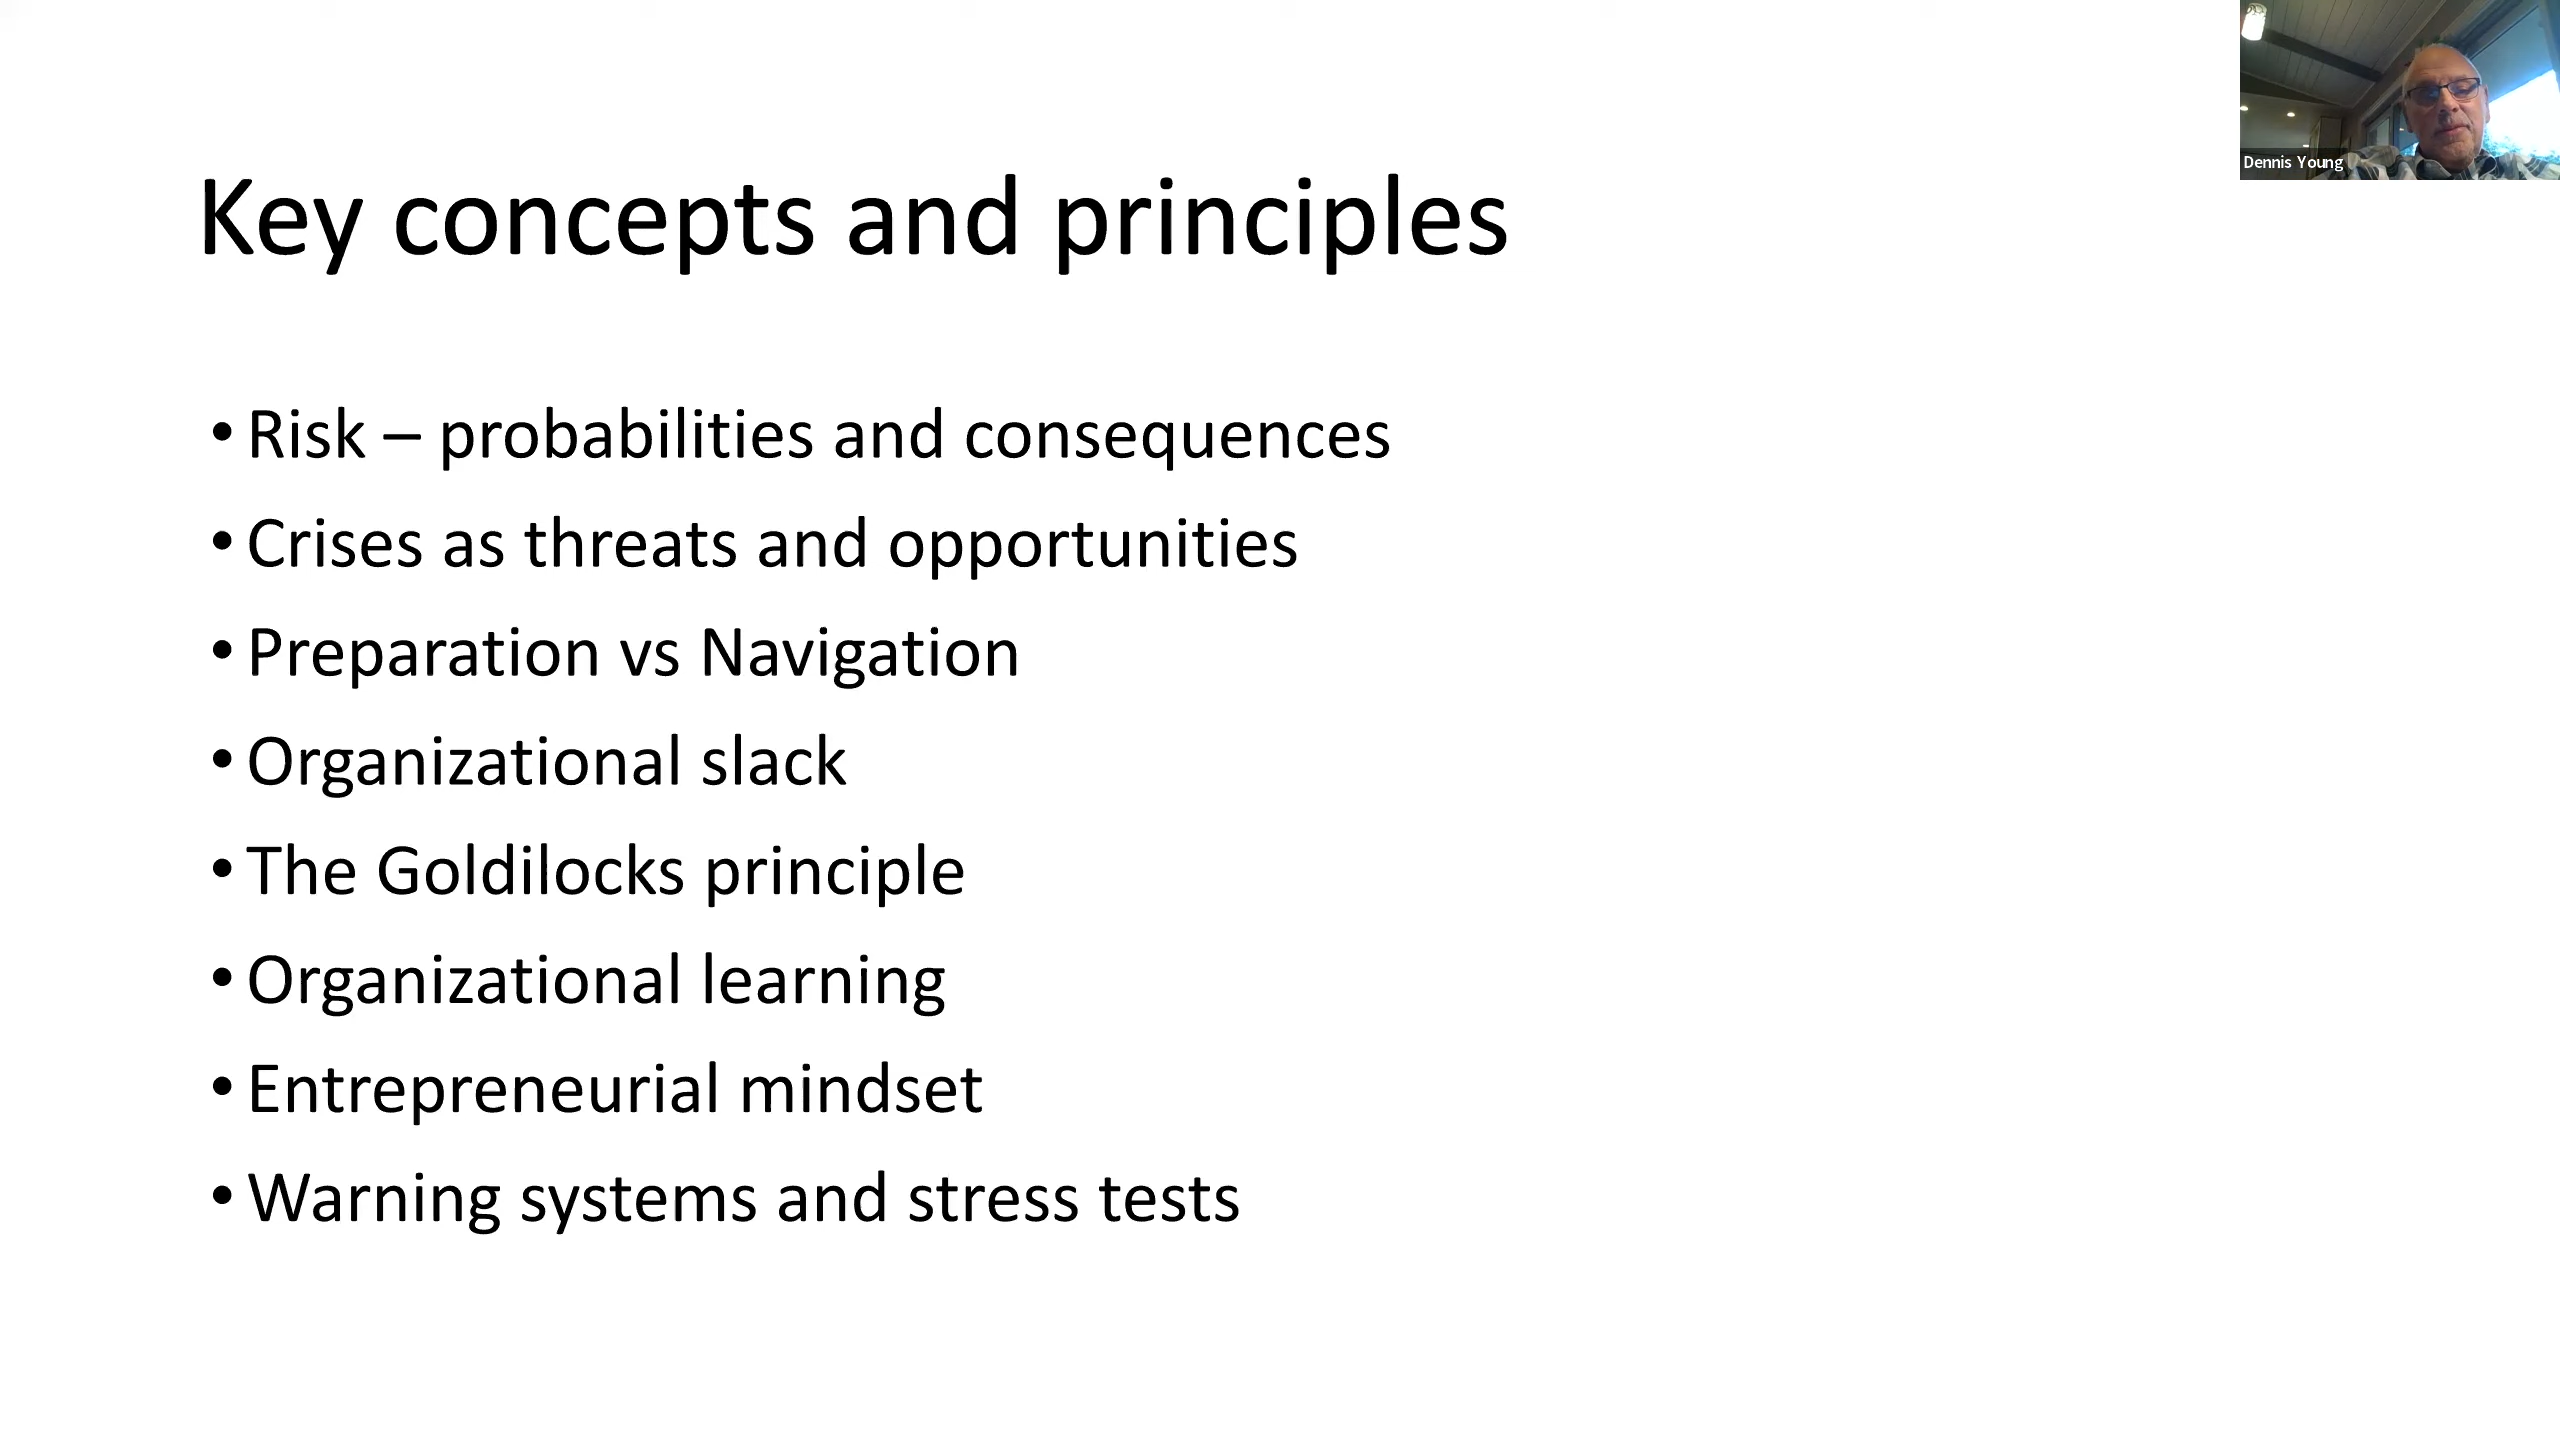 Dennis Young
Key concepts and principles
• Risk – probabilities and consequences
• Crises as threats and opportunities
• Preparation vs Navigation
• Organizational slack
• The Goldilocks principle
• Organizational learning
• Entrepreneurial mindset
• Warning systems and stress tests